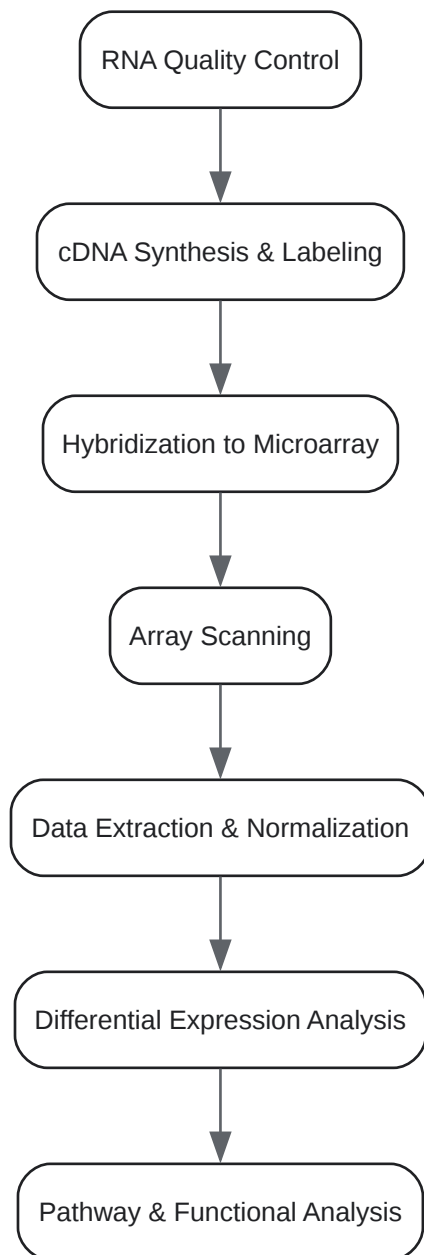 RNA Quality Control
cDNA Synthesis & Labeling
Hybridization to Microarray
Array Scanning
Data Extraction & Normalization
Differential Expression Analysis
Pathway & Functional Analysis